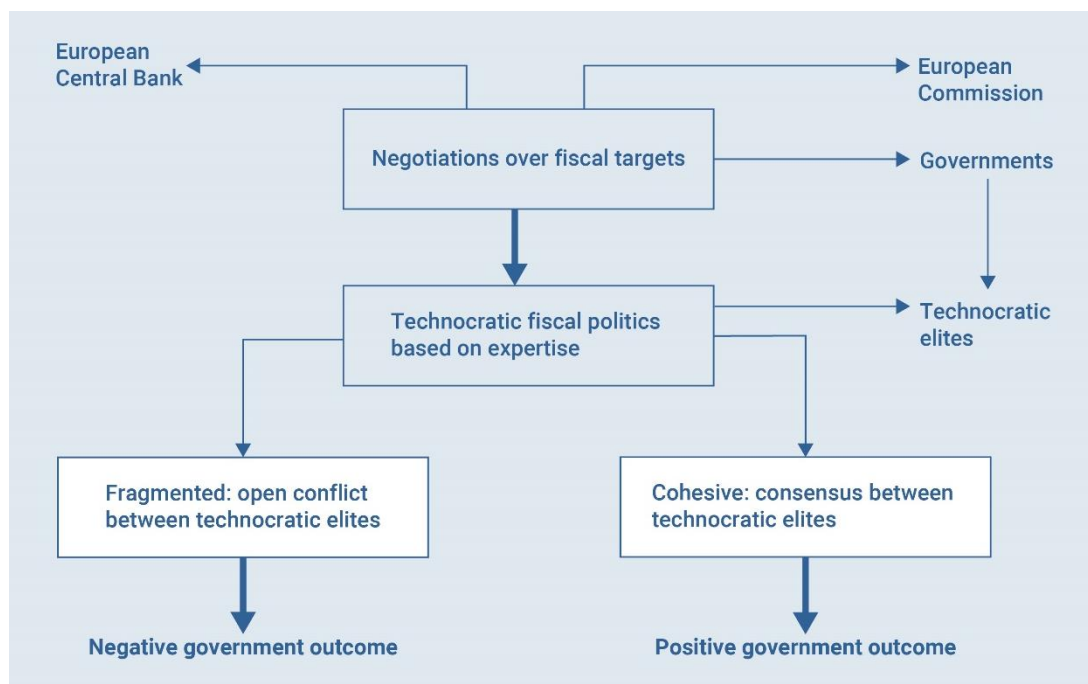 European
Central Bank
European
Commission
Negotiations over fiscal targets
Governments
Technocratic fiscal politics
based on expertise
Technocratic
elites
Fragmented: open conflict
between technocratic elites
Cohesive: consensus between
technocratic elites
Negative government outcome
Positive government outcome